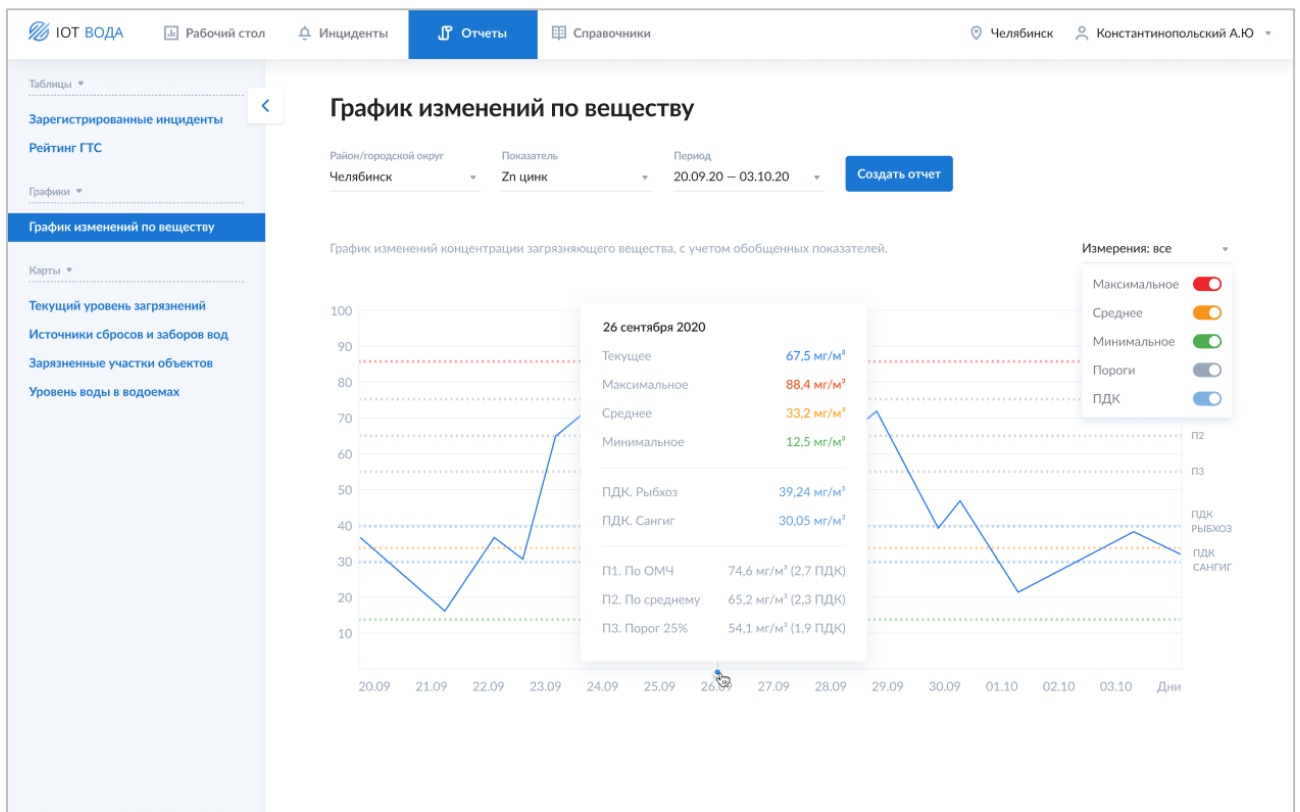 IOT ВОДА Рабочий стол Инциденты Отчеты Справочники Челябинск Константинопольский А.Ю
Таблицы
Зарегистрированные инциденты
Рейтинг ГТС
Графики
График изменений по веществу
Карты
Текущий уровень загрязнений
Источники сбросов и заборов вод
Зарязненные участки объектов
Уровень воды в водоемах
График изменений по веществу
Район/городской округ Показатель Период
Челябинск Zn цинк 20.09.20 — 03.10.20 Создать отчет
График изменений концентрации загрязняющего вещества, с учетом обобщенных показателей.
Измерения: все
Максимальное
Среднее
Минимальное
Пороги
ПДК
100
90
80
70
60
50
40
30
20
10
26 сентября 2020
Текущее 67,5 мг/м³
Максимальное 88,4 мг/м³
Среднее 33,2 мг/м³
Минимальное 12,5 мг/м³
ПДК. Рыбхоз 39,24 мг/м³
ПДК. Сангиг 30,05 мг/м³
П1. По ОМЧ 74,6 мг/м³ (2,7 ПДК)
П2. По среднему 65,2 мг/м³ (2,3 ПДК)
П3. Порог 25% 54,1 мг/м³ (1,9 ПДК)
П2
П3
ПДК
РЫБХОЗ
ПДК
САНГИГ
20.09 21.09 22.09 23.09 24.09 25.09 26.09 27.09 28.09 29.09 30.09 01.10 02.10 03.10 Дни